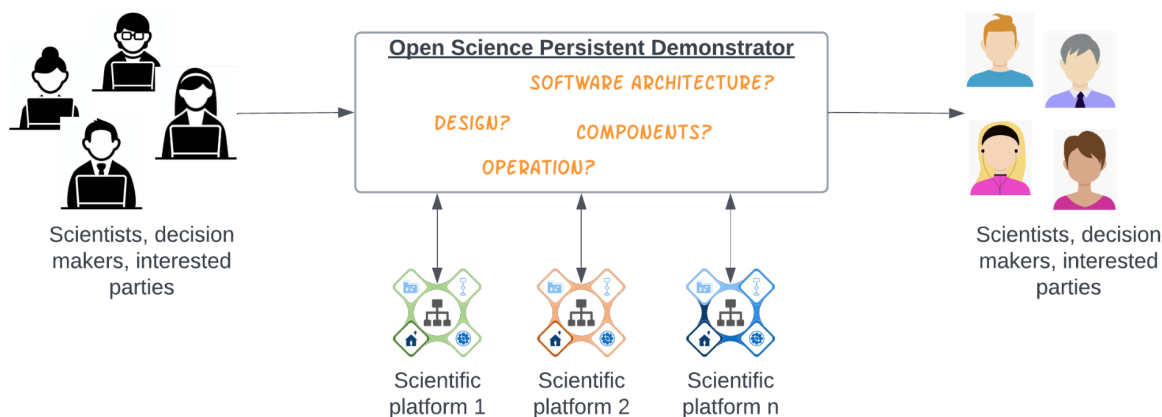 Open Science Persistent Demonstrator
SOFTWARE ARCHITECTURE?
DESIGN?
COMPONENTS?
OPERATION?
Scientists, decision
makers, interested
parties
Scientists, decision
makers, interested
parties
Scientific
platform 1
Scientific
platform 2
Scientific
platform n